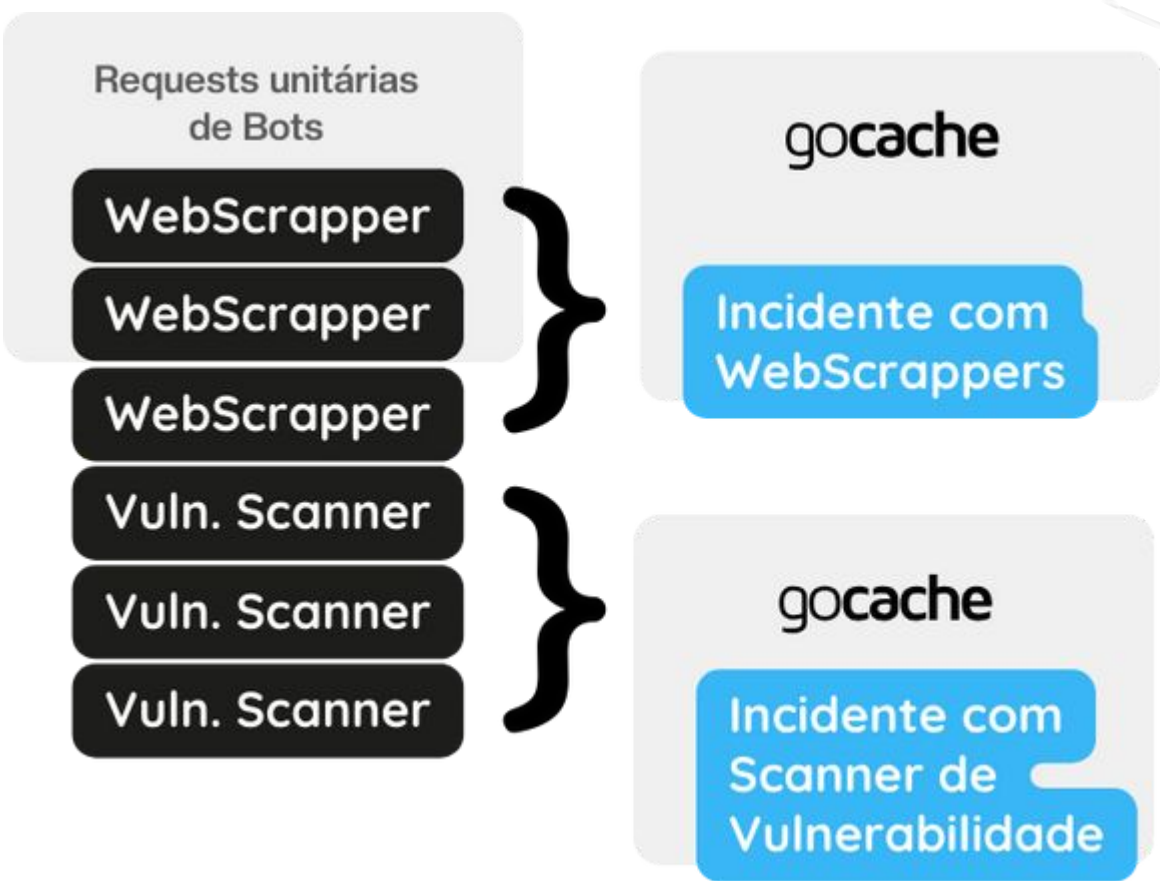 Requests unitárias
de Bots
WebScrapper
WebScrapper
WebScrapper
Vuln. Scanner
Vuln. Scanner
Vuln. Scanner
gocache
Incidente com
WebScrappers
gocache
Incidente com
Scanner de
Vulnerabilidade